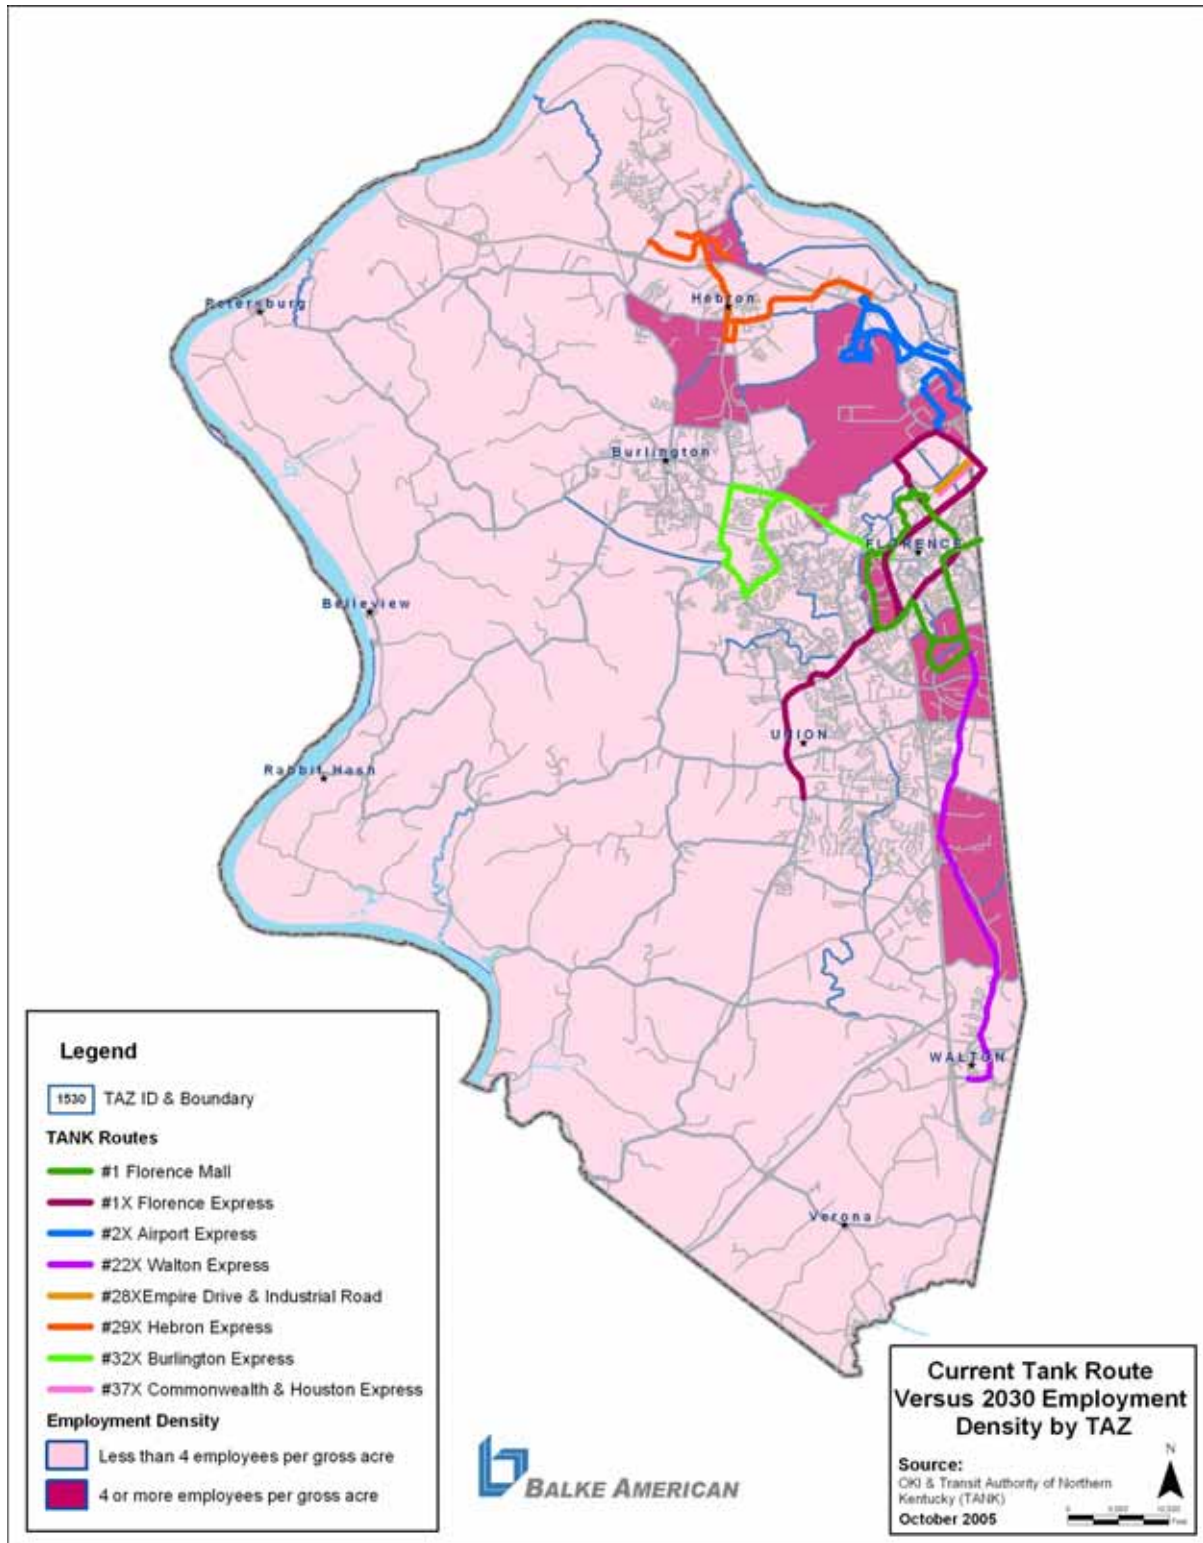 Petersburg
Hebron
Burlington
FLORENCE
Belleview
UNION
Rabbit Hash
WALTON
Verona
Legend
1530 TAZ ID & Boundary
TANK Routes
#1 Florence Mall
#1X Florence Express
#2X Airport Express
#22X Walton Express
#28XEmpire Drive & Industrial Road
#29X Hebron Express
#32X Burlington Express
#37X Commonwealth & Houston Express
Employment Density
Less than 4 employees per gross acre
4 or more employees per gross acre
BALKE AMERICAN
Current Tank Route
Versus 2030 Employment
Density by TAZ
Source:
OKI & Transit Authority of Northern
Kentucky (TANK)
October 2005
N
0
Feet